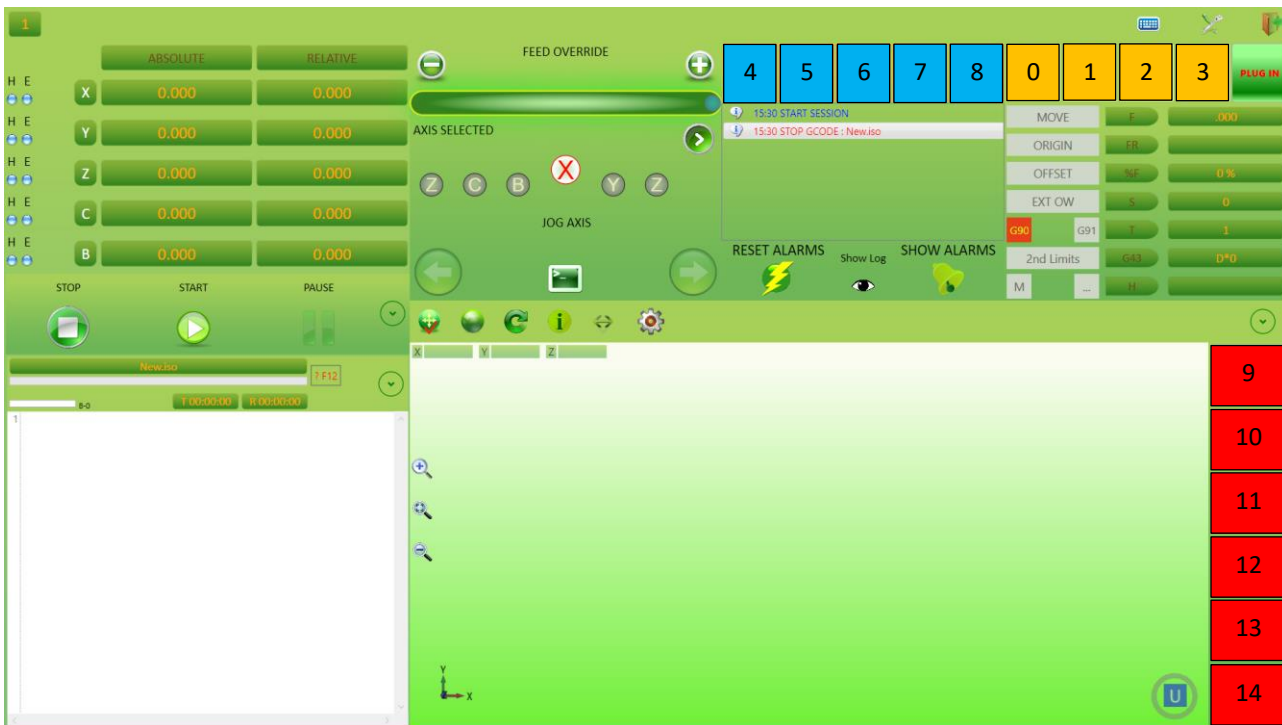 1
ABSOLUTE RELATIVE
H E
X 0.000 0.000
H E
Y 0.000 0.000
H E
Z 0.000 0.000
H E
C 0.000 0.000
H E
B 0.000 0.000
STOP START PAUSE
New.iso
? F12
6-0 T 00:00:00 R 00:00:00
1
FEED OVERRIDE
AXIS SELECTED
Z C B X Y Z
JOG AXIS
4 5 6 7 8 0 1 2 3 PLUG IN
15:30 START SESSION
15:30 STOP GCODE : New.iso
RESET ALARMS Show Log SHOW ALARMS
MOVE F .000
ORIGIN FR
OFFSET %F 0 %
EXT OW S 0
G90 G91 T 1
2nd Limits G43 D*0
M ... H
X Y Z
9
10
11
12
13
14
Y
X
U